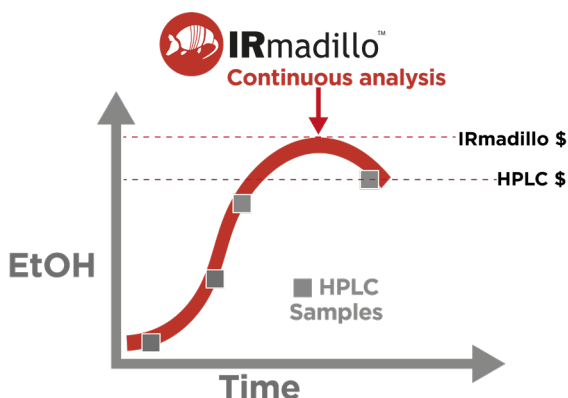 IRmadillo™
Continuous analysis
IRmadillo $
HPLC $
EtOH
HPLC
Samples
Time